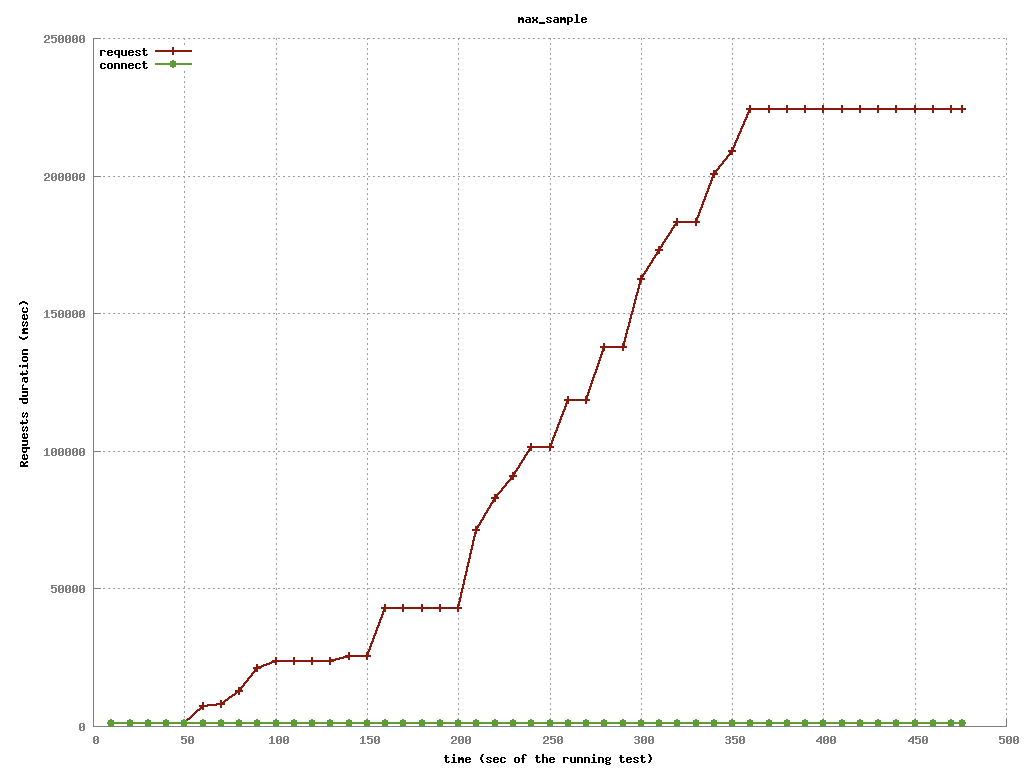 max_sample
250000
request
connect
200000
150000
Requests duration (msec)
100000
50000
0
0 50 100 150 200 250 300 350 400 450 500
time (sec of the running test)